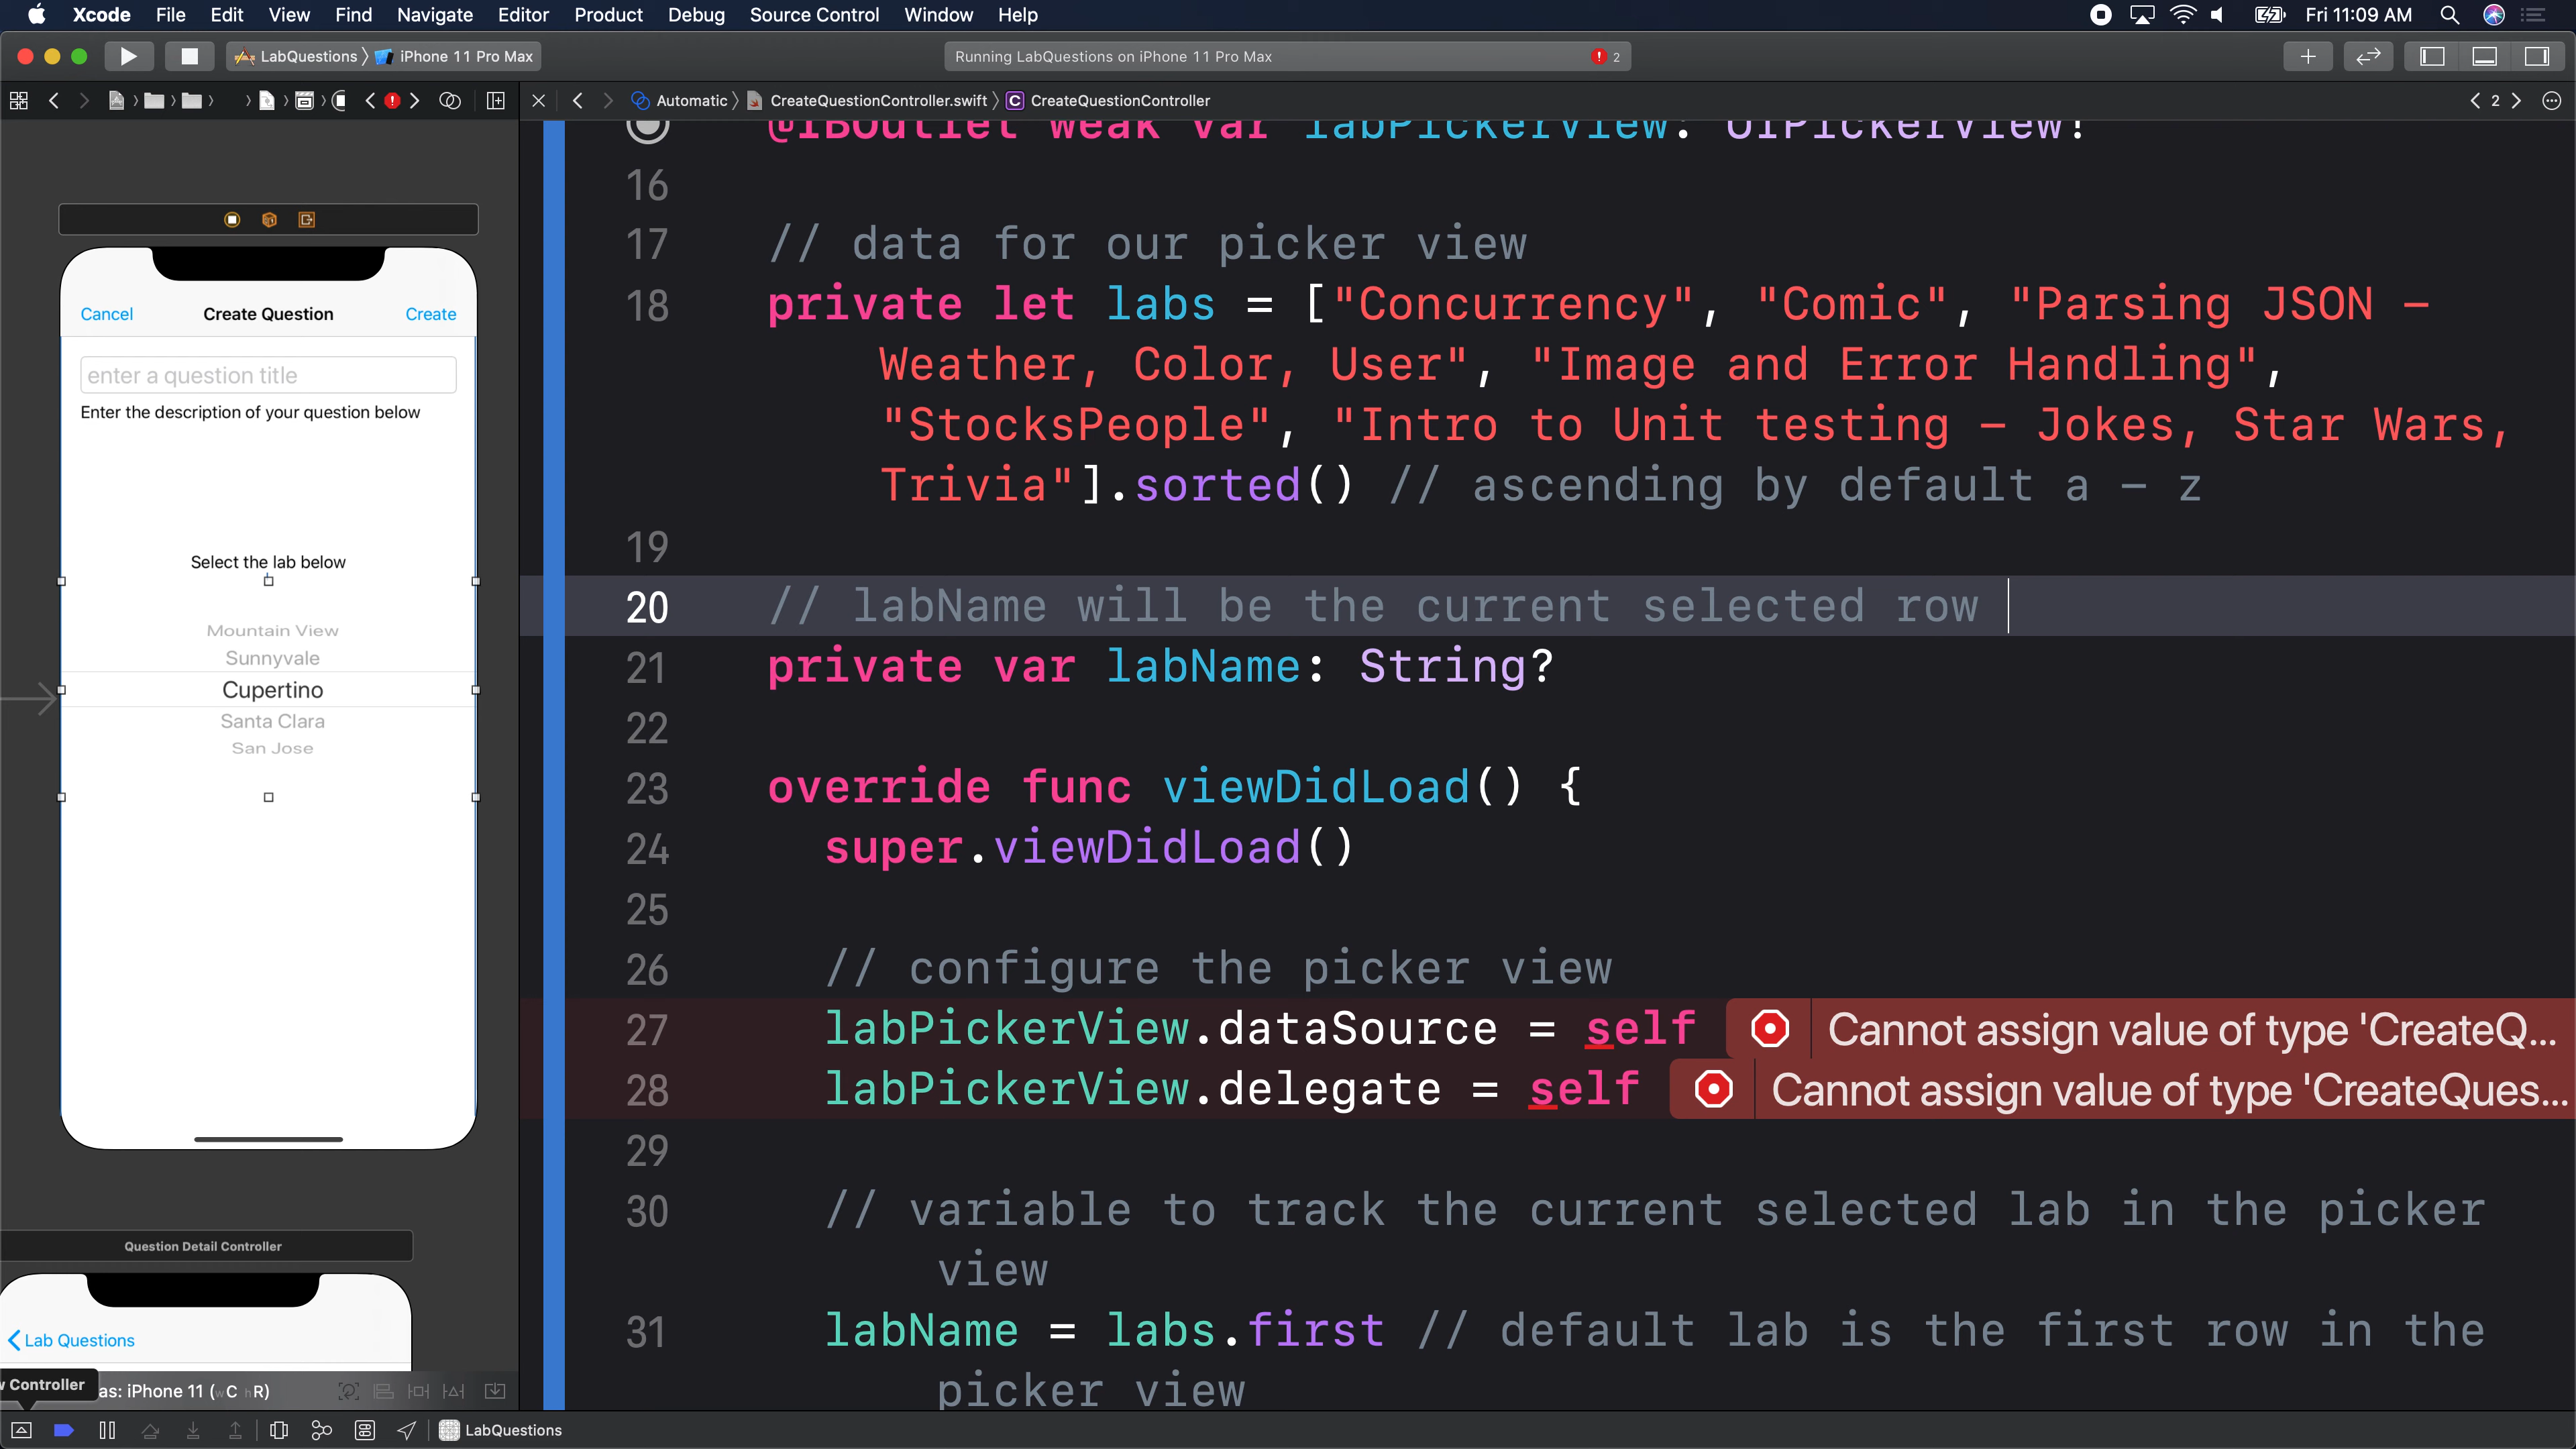 Xcode File Edit View Find Navigate Editor Product Debug Source Control Window Help
Fri 11:09 AM
LabQuestions iPhone 11 Pro Max
Running LabQuestions on iPhone 11 Pro Max
2
Automatic CreateQuestionController.swift C CreateQuestionController
2
@IBOutlet weak var labPickerView: UIPickerView!
16
17 // data for our picker view
18 private let labs = ["Concurrency", "Comic", "Parsing JSON –
Weather, Color, User", "Image and Error Handling",
"StocksPeople", "Intro to Unit testing – Jokes, Star Wars,
Trivia"].sorted() // ascending by default a – z
19
20 // labName will be the current selected row
21 private var labName: String?
22
23 override func viewDidLoad() {
24 super.viewDidLoad()
25
26 // configure the picker view
27 labPickerView.dataSource = self Cannot assign value of type 'CreateQ...
28 labPickerView.delegate = self Cannot assign value of type 'CreateQues...
29
30 // variable to track the current selected lab in the picker
view
31 labName = labs.first // default lab is the first row in the
picker view
Cancel Create Question Create
enter a question title
Enter the description of your question below
Select the lab below
Mountain View
Sunnyvale
Cupertino
Santa Clara
San Jose
Question Detail Controller
Lab Questions
Controller as: iPhone 11 (wC hR)
LabQuestions